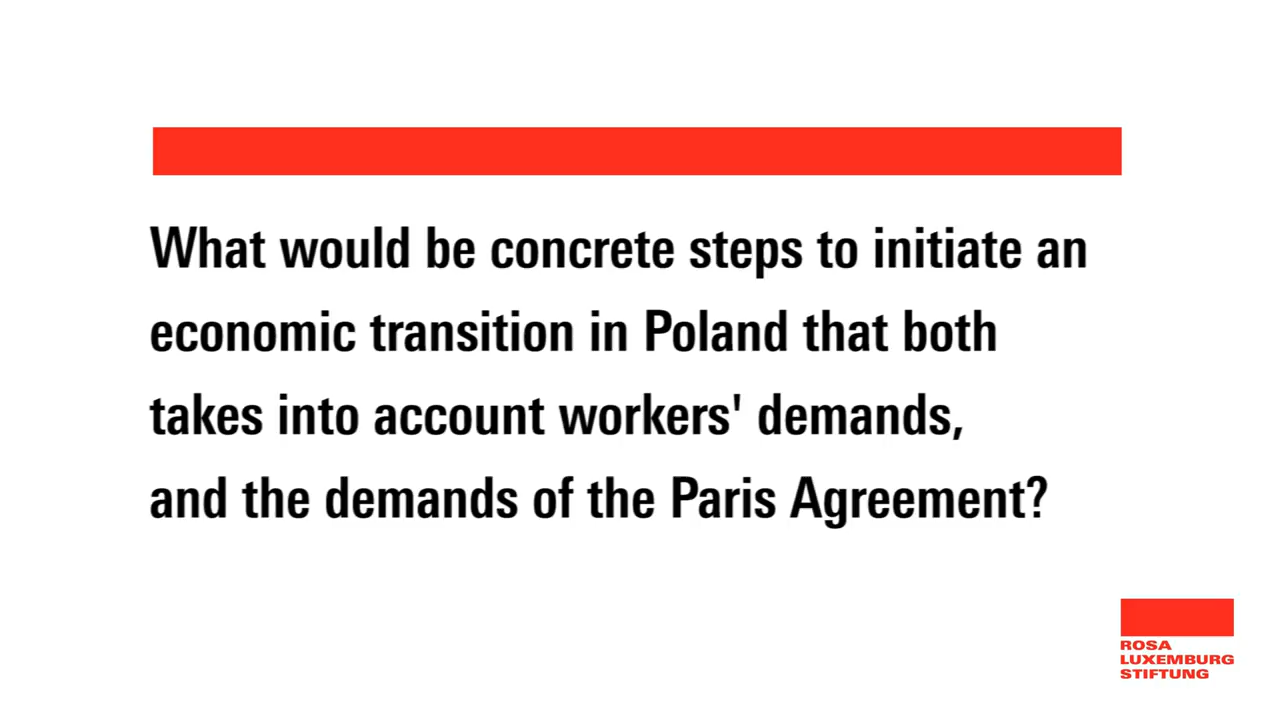 What would be concrete steps to initiate an
economic transition in Poland that both
takes into account workers' demands,
and the demands of the Paris Agreement?
ROSA
LUXEMBURG
STIFTUNG